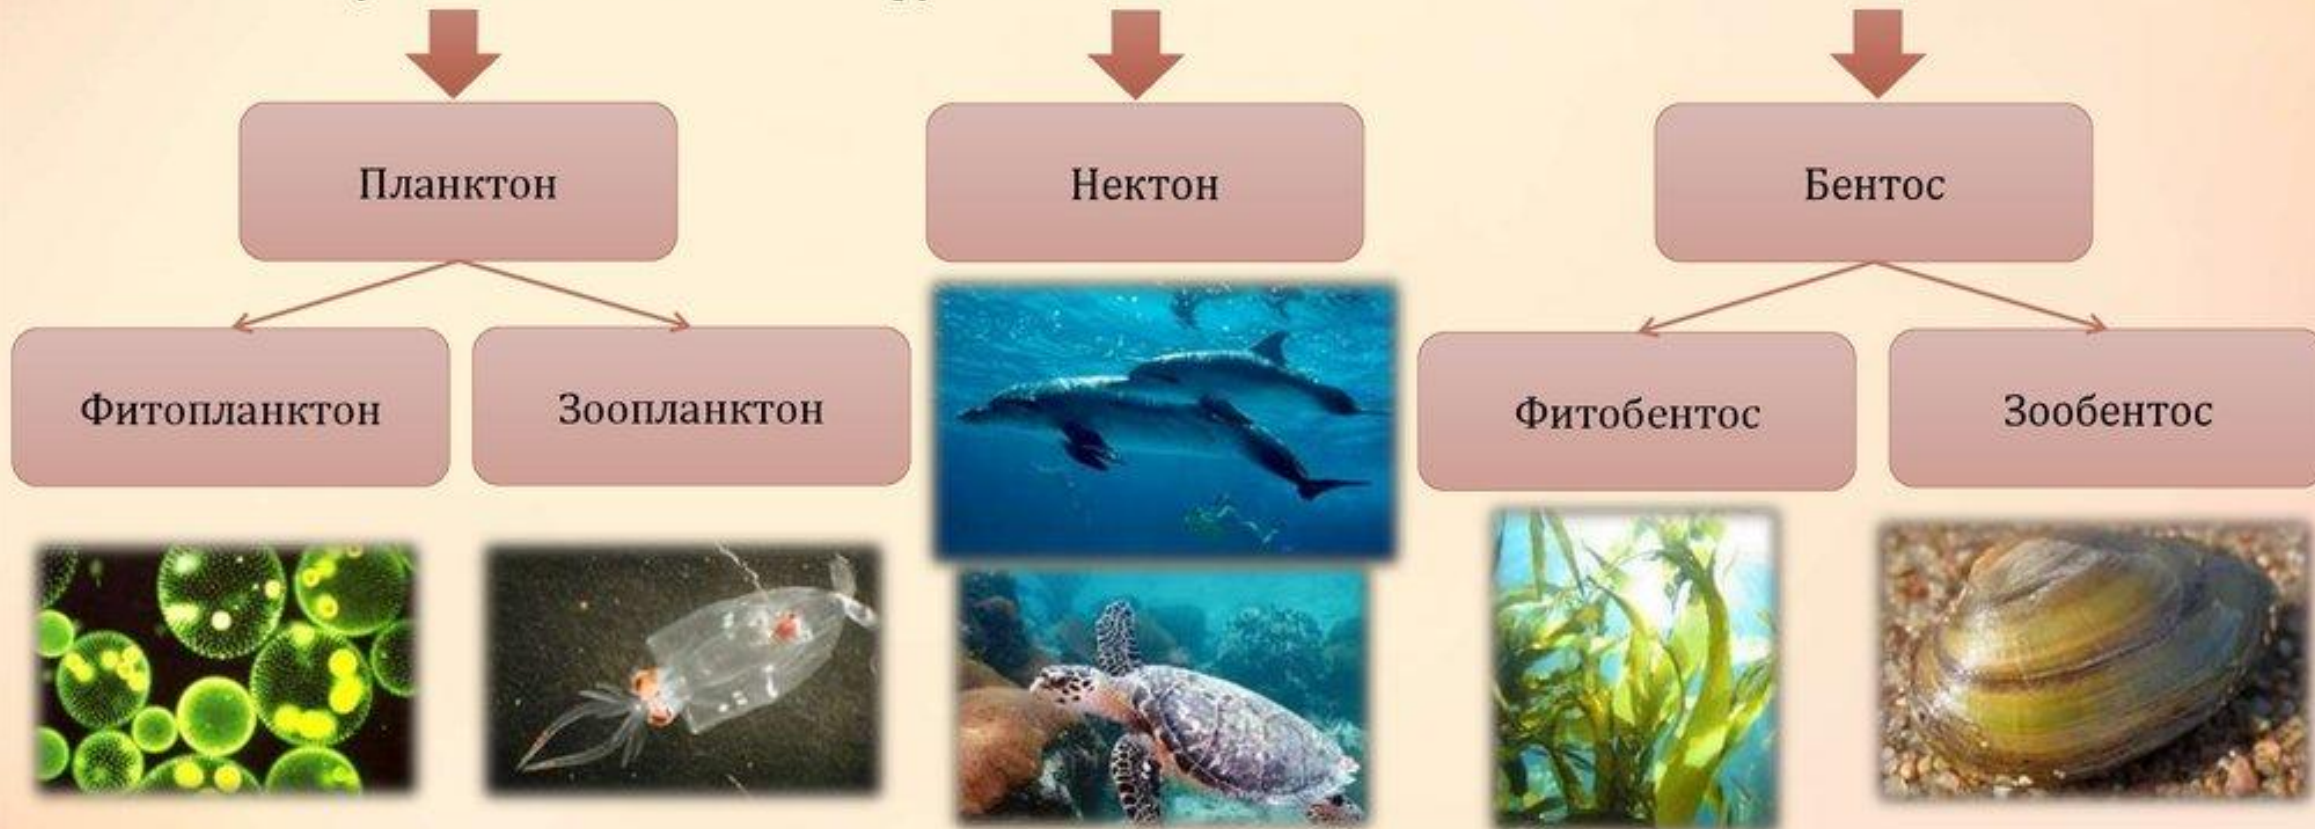 Планктон
Нектон
Бентос
Фитопланктон
Зоопланктон
Фитобентос
Зообентос